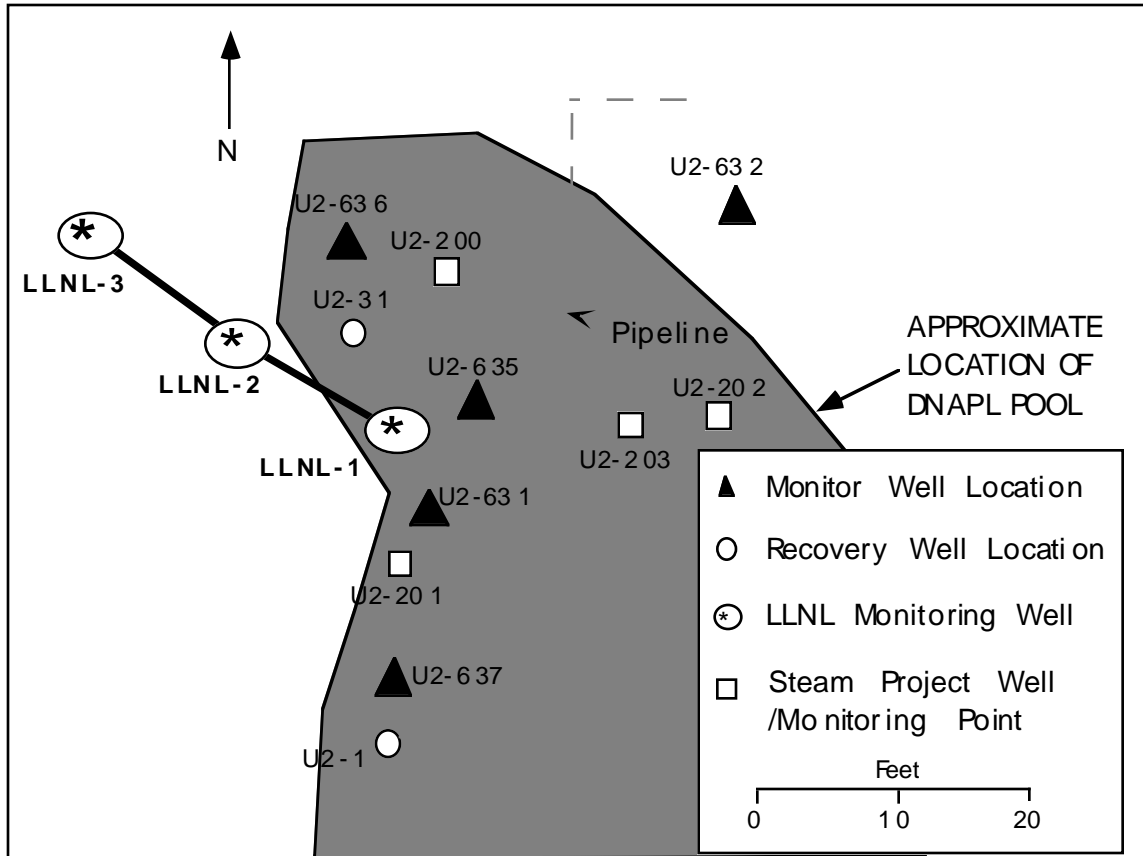 N
U2-632
U2-636
U2-200
LLNL-3
U2-31
Pipeline
APPROXIMATE
LOCATION OF
DNAPL POOL
LLNL-2
U2-635
U2-202
LLNL-1
U2-203
U2-631
U2-201
U2-637
U2-1
Monitor Well Location
Recovery Well Location
* LLNL Monitoring Well
Steam Project Well
/Monitoring Point
Feet
0 10 20